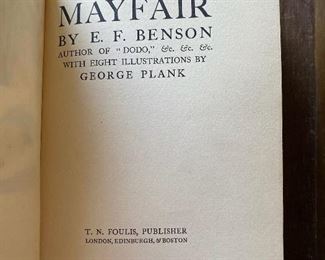 MAYFAIR
BY E. F. BENSON
AUTHOR OF "DODO," &c. &c. &c.
WITH EIGHT ILLUSTRATIONS BY
GEORGE PLANK
T. N. FOULIS, PUBLISHER
LONDON, EDINBURGH, & BOSTON